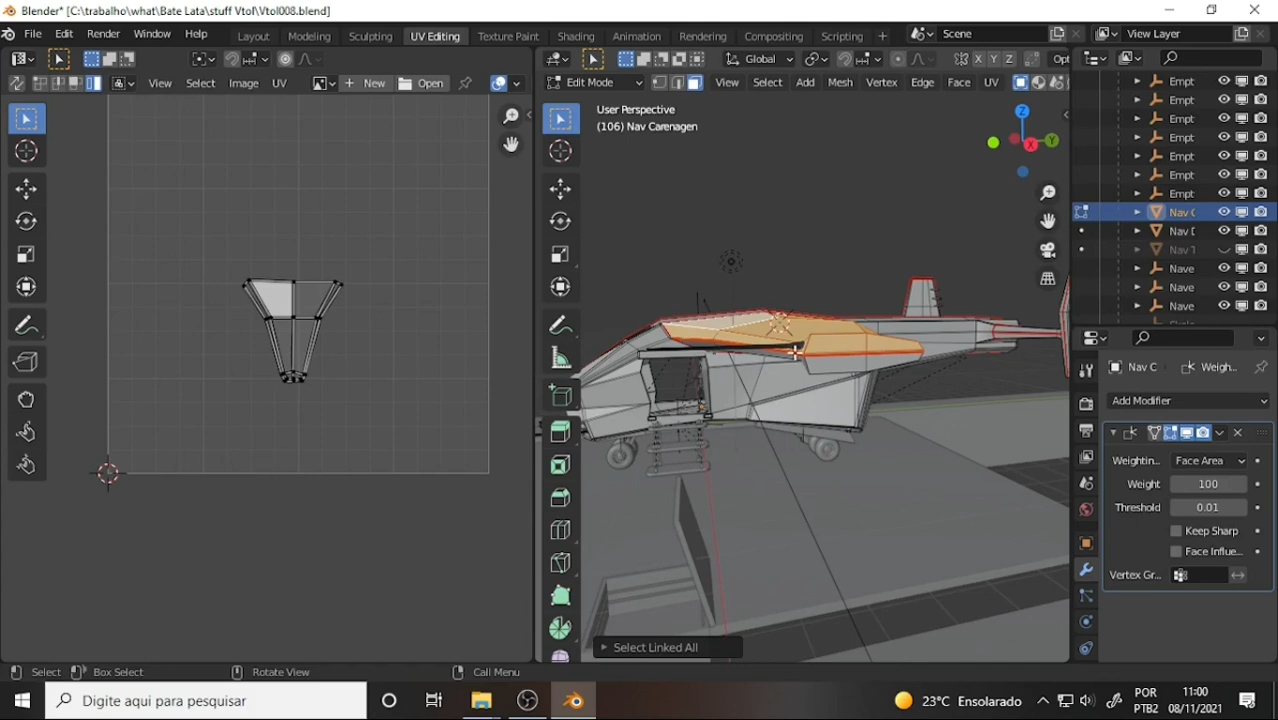 Blender* [C:\trabalho\what\Bate Lata\stuff Vtol\Vtol008.blend]
File Edit Render Window Help
Layout Modeling Sculpting UV Editing Texture Paint Shading Animation Rendering Compositing Scripting
Scene
View Layer
View Select Image UV
New
Open
Global
X Y Z
Opt
Edit Mode
View Select Add Mesh Vertex Edge Face UV
User Perspective
(106) Nav Carenagen
Z
Y
X
Empt
Empt
Empt
Empt
Empt
Empt
Empt
Nav C
Nav D
Nav T
Nave
Nave
Nave
Nav C
Weigh...
Add Modifier
Weightin...
Face Area
Weight
100
Threshold
0.01
Keep Sharp
Face Influe...
Vertex Gr...
Select Linked All
Select
Box Select
Rotate View
Call Menu
Digite aqui para pesquisar
23°C Ensolarado
POR
PTB2
11:00
08/11/2021